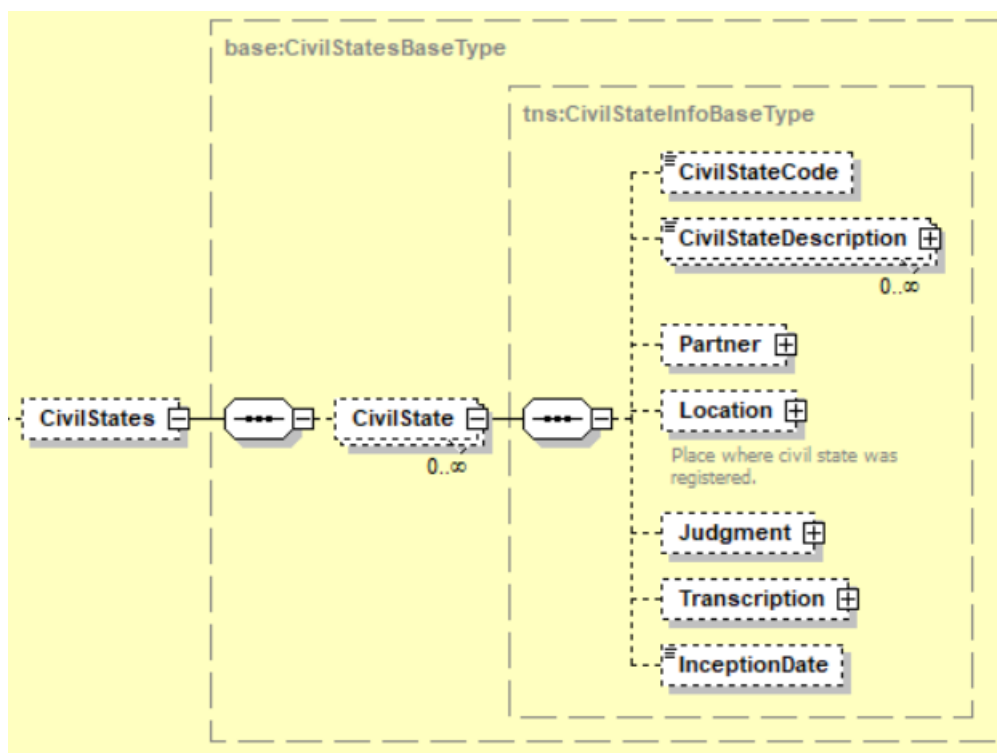 base:CivilStatesBaseType
tns:CivilStateInfoBaseType
CivilStateCode
CivilStateDescription
0..∞
Partner
CivilStates
CivilState
0..∞
Location
Place where civil state was
registered.
Judgment
Transcription
InceptionDate